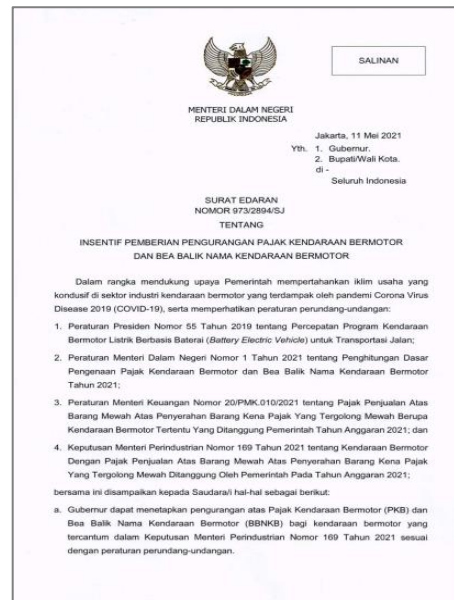 SALINAN
MENTERI DALAM NEGERI
REPUBLIK INDONESIA
Jakarta, 11 Mei 2021
Yth. 1. Gubernur.
2. Bupati/Wali Kota.
di -
Seluruh Indonesia
SURAT EDARAN
NOMOR 973/2894/SJ
TENTANG
INSENTIF PEMBERIAN PENGURANGAN PAJAK KENDARAAN BERMOTOR
DAN BEA BALIK NAMA KENDARAAN BERMOTOR
Dalam rangka mendukung upaya Pemerintah mempertahankan iklim usaha yang
kondusif di sektor industri kendaraan bermotor yang terdampak oleh pandemi Corona Virus
Disease 2019 (COVID-19), serta memperhatikan peraturan perundang-undangan:
1. Peraturan Presiden Nomor 55 Tahun 2019 tentang Percepatan Program Kendaraan
Bermotor Listrik Berbasis Baterai (Battery Electric Vehicle) untuk Transportasi Jalan;
2. Peraturan Menteri Dalam Negeri Nomor 1 Tahun 2021 tentang Penghitungan Dasar
Pengenaan Pajak Kendaraan Bermotor dan Bea Balik Nama Kendaraan Bermotor
Tahun 2021;
3. Peraturan Menteri Keuangan Nomor 20/PMK.010/2021 tentang Pajak Penjualan Atas
Barang Mewah Atas Penyerahan Barang Kena Pajak Yang Tergolong Mewah Berupa
Kendaraan Bermotor Tertentu Yang Ditanggung Pemerintah Tahun Anggaran 2021; dan
4. Keputusan Menteri Perindustrian Nomor 169 Tahun 2021 tentang Kendaraan Bermotor
Dengan Pajak Penjualan Atas Barang Mewah Atas Penyerahan Barang Kena Pajak
Yang Tergolong Mewah Ditanggung Oleh Pemerintah Pada Tahun Anggaran 2021;
bersama ini disampaikan kepada Saudara/i hal-hal sebagai berikut:
a. Gubernur dapat menetapkan pengurangan atas Pajak Kendaraan Bermotor (PKB) dan
Bea Balik Nama Kendaraan Bermotor (BBNKB) bagi kendaraan bermotor yang
tercantum dalam Keputusan Menteri Perindustrian Nomor 169 Tahun 2021 sesuai
dengan peraturan perundang-undangan.